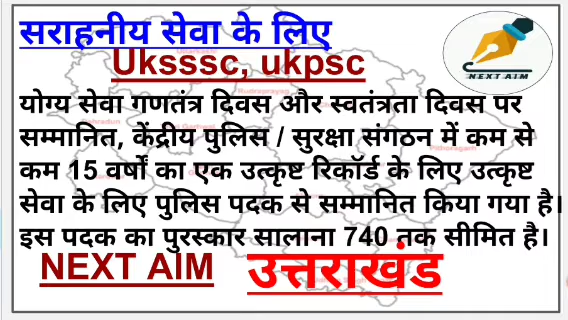 सराहनीय सेवा के लिए
Uksssc, ukpsc
NEXT AIM
योग्य सेवा गणतंत्र दिवस और स्वतंत्रता दिवस पर
सम्मानित, केंद्रीय पुलिस / सुरक्षा संगठन में कम से
कम 15 वर्षों का एक उत्कृष्ट रिकॉर्ड के लिए उत्कृष्ट
सेवा के लिए पुलिस पदक से सम्मानित किया गया है।
इस पदक का पुरस्कार सालाना 740 तक सीमित है।
NEXT AIM उत्तराखंड